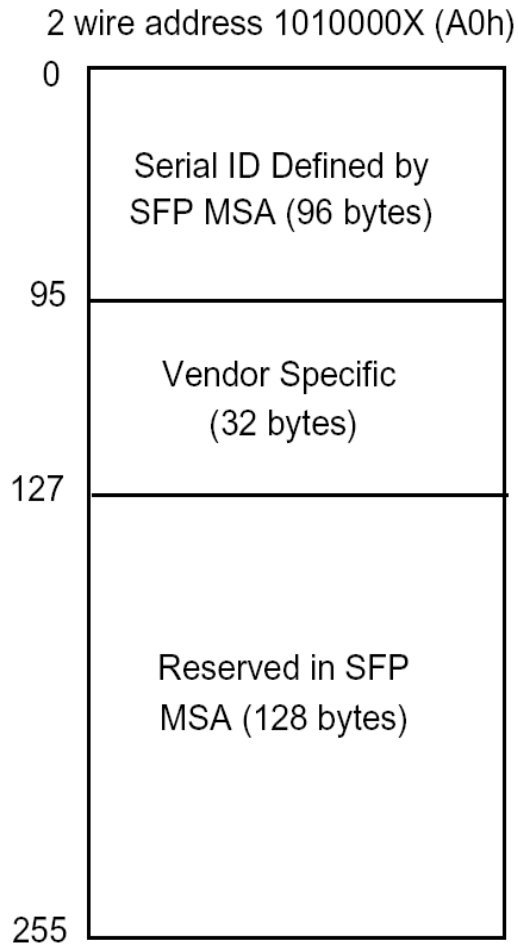 2 wire address 1010000X (A0h)
0
Serial ID Defined by
SFP MSA (96 bytes)
95
Vendor Specific
(32 bytes)
127
Reserved in SFP
MSA (128 bytes)
255